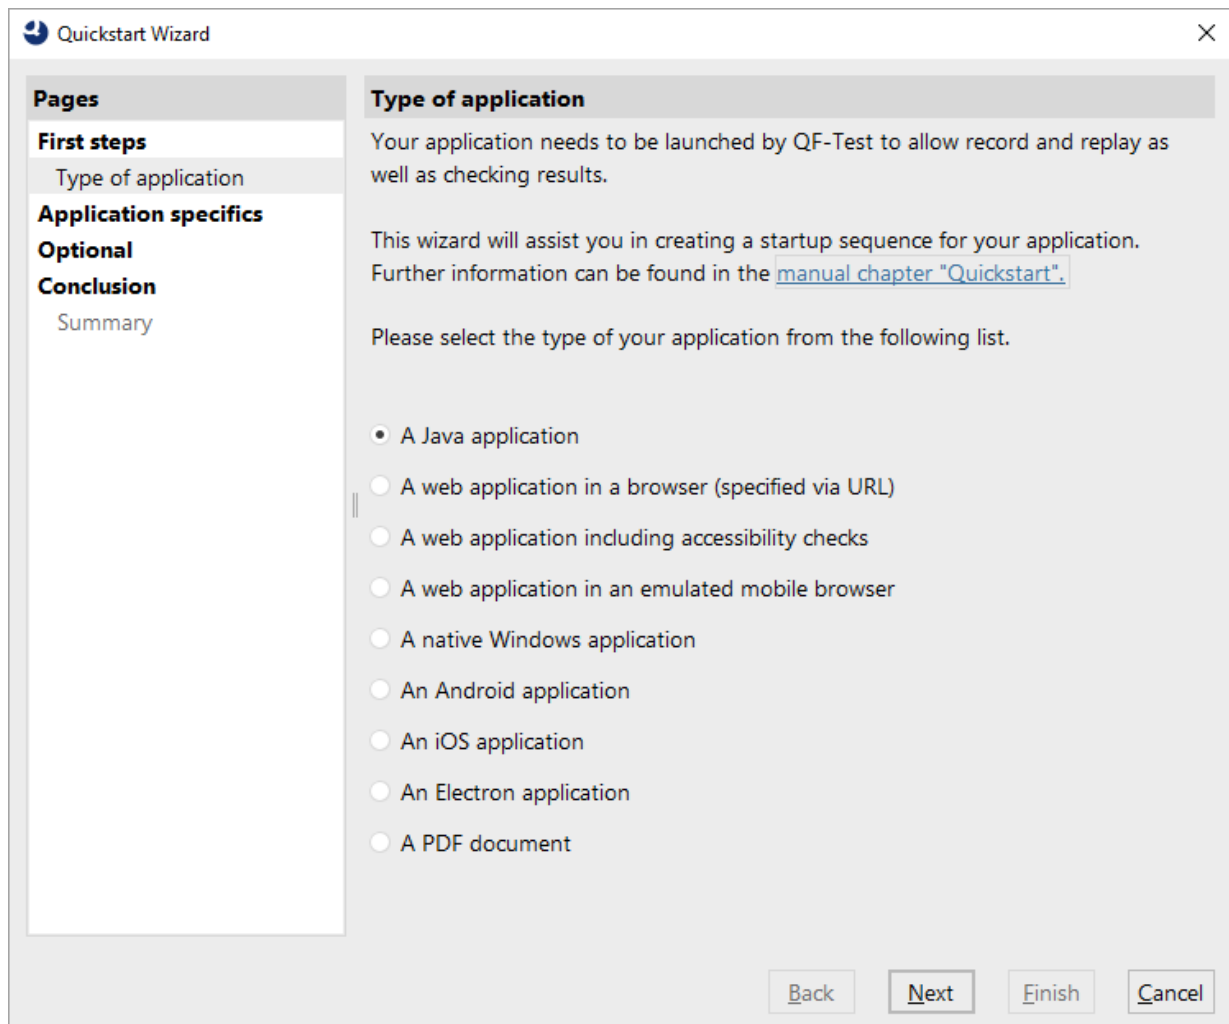 Quickstart Wizard
Pages
First steps
Type of application
Application specifics
Optional
Conclusion
Summary
Type of application
Your application needs to be launched by QF-Test to allow record and replay as
well as checking results.
This wizard will assist you in creating a startup sequence for your application.
Further information can be found in the manual chapter "Quickstart".
Please select the type of your application from the following list.
A Java application
A web application in a browser (specified via URL)
A web application including accessibility checks
A web application in an emulated mobile browser
A native Windows application
An Android application
An iOS application
An Electron application
A PDF document
Back Next Finish Cancel